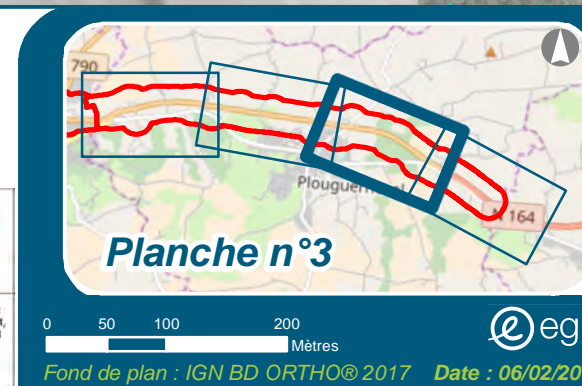 790
Plouguer
N 164
Planche n°3
0 50 100 200
Mètres
eg
Fond de plan : IGN BD ORTHO® 2017 Date : 06/02/20